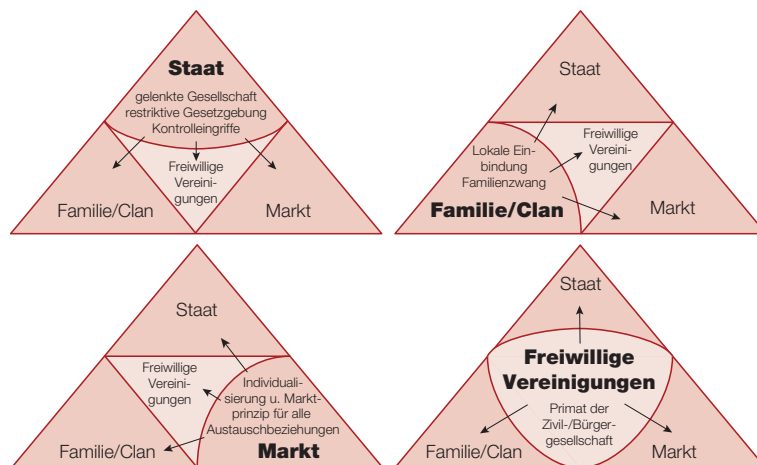 Staat
gelenkte Gesellschaft
restriktive Gesetzgebung
Kontrolleingriffe
Freiwillige
Vereini-
gungen
Familie/Clan
Markt
Staat
Lokale Ein-
bindung
Familienzwang
Freiwillige
Vereini-
gungen
Familie/Clan
Markt
Staat
Freiwillige
Vereini-
gungen
Individuali-
sierung u. Markt-
prinzip für alle
Austauschbeziehungen
Familie/Clan
Markt
Staat
Freiwillige
Vereinigungen
Primat der
Zivil-/Bürger-
gesellschaft
Familie/Clan
Markt